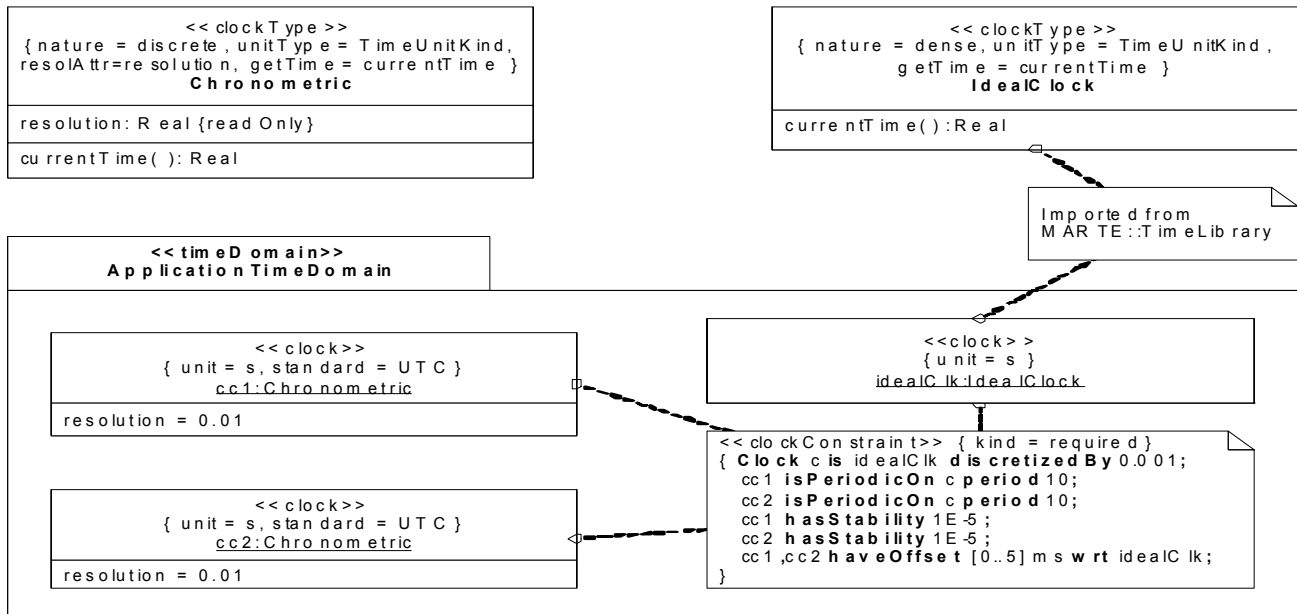 << clockType >>
{ nature = discrete, unitType = TimeUnitKind,
resolAttr=resolution, getTime = currentTime }
Chronometric
resolution: Real {readOnly}
currentTime( ): Real
<< clockType >>
{ nature = dense, unitType = TimeUnitKind,
getTime = currentTime }
IdealClock
currentTime( ):Real
Imported from
MARTE::TimeLibrary
<< timeDomain>>
ApplicationTimeDomain
<< clock>>
{ unit = s, standard = UTC }
cc1:Chronometric
resolution = 0.01
<<clock> >
{ unit = s }
idealClk:IdealClock
<< clock>>
{ unit = s, standard = UTC }
cc2:Chronometric
resolution = 0.01
<< clockConstraint>> { kind = required }
{ Clock c is idealClk discretizedBy 0.001;
cc1 isPeriodicOn c period 10;
cc2 isPeriodicOn c period 10;
cc1 hasStability 1E-5;
cc2 hasStability 1E-5;
cc1,cc2 haveOffset [0..5] ms wrt idealClk;
}